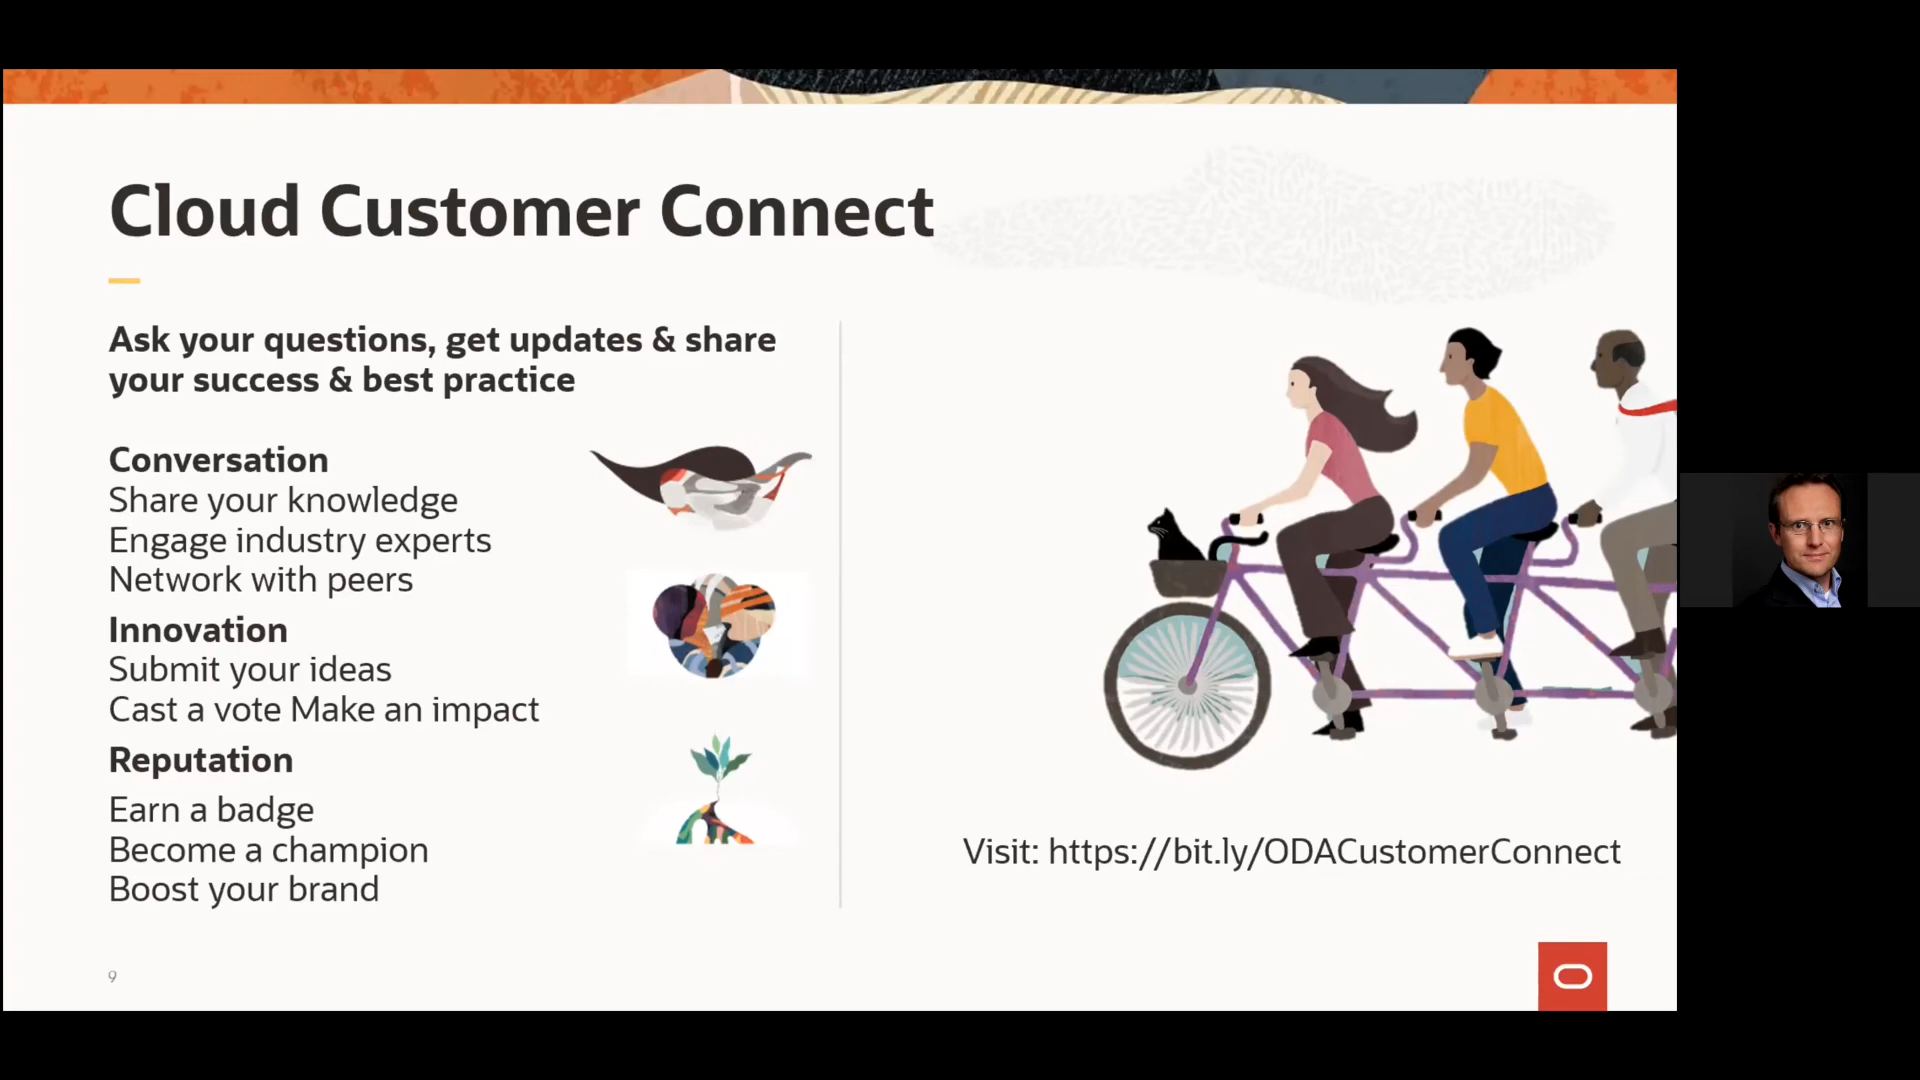 Cloud Customer Connect
Ask your questions, get updates & share
your success & best practice
Conversation
Share your knowledge
Engage industry experts
Network with peers
Innovation
Submit your ideas
Cast a vote Make an impact
Reputation
Earn a badge
Become a champion
Boost your brand
Visit: https://bit.ly/ODACustomerConnect
9